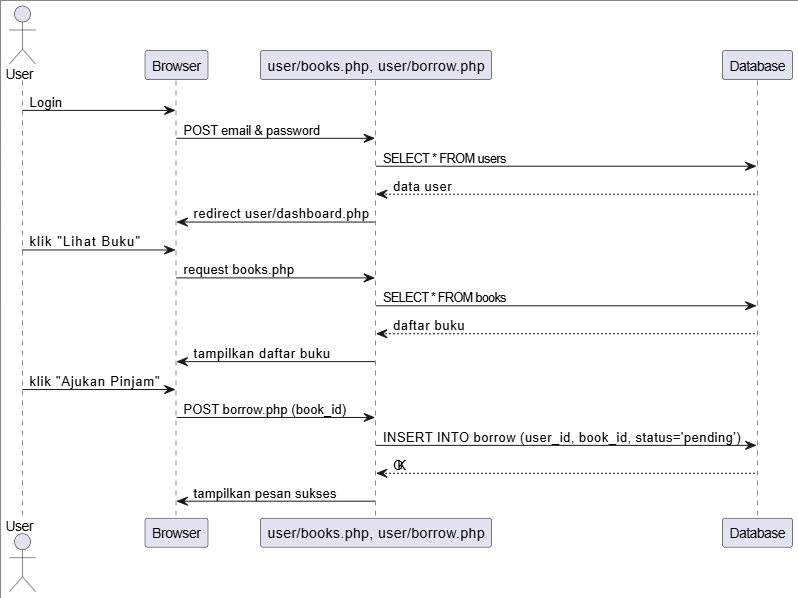 User
Browser
user/books.php, user/borrow.php
Database
Login
POST email & password
SELECT * FROM users
data user
redirect user/dashboard.php
klik "Lihat Buku"
request books.php
SELECT * FROM books
daftar buku
tampilkan daftar buku
klik "Ajukan Pinjam"
POST borrow.php (book_id)
INSERT INTO borrow (user_id, book_id, status='pending')
OK
tampilkan pesan sukses
User
Browser
user/books.php, user/borrow.php
Database